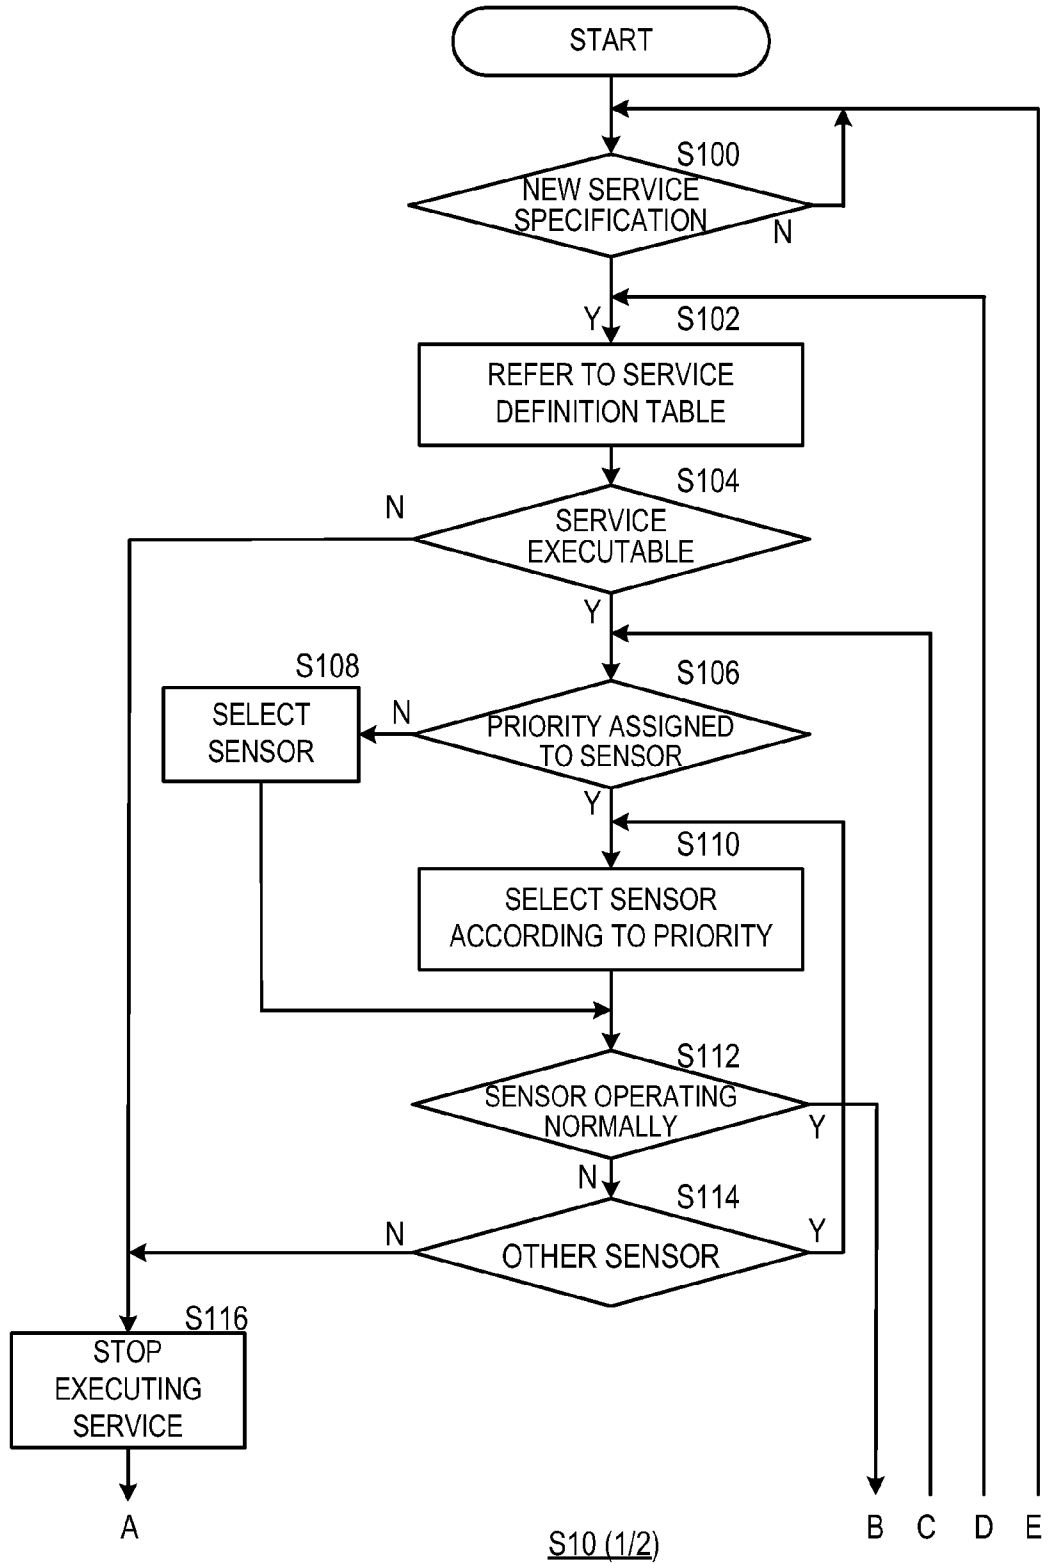 START
S100
NEW SERVICE
SPECIFICATION
N
Y
S102
REFER TO SERVICE
DEFINITION TABLE
S104
N
SERVICE
EXECUTABLE
Y
S108
S106
SELECT
SENSOR
N
PRIORITY ASSIGNED
TO SENSOR
Y
S110
SELECT SENSOR
ACCORDING TO PRIORITY
S112
SENSOR OPERATING
NORMALLY
Y
N
S114
N
OTHER SENSOR
Y
S116
STOP
EXECUTING
SERVICE
A
B
C
D
E
S10 (1/2)